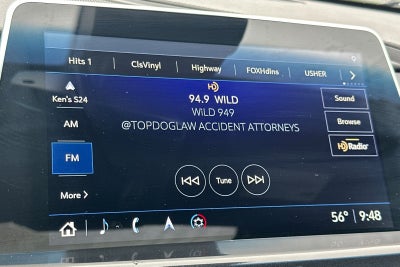 Hits 1 ClsVinyl Highway FOXHdlns USHER
Ken's S24
AM
FM
More
HD
94.9 WILD
WILD 949
@TOPDOGLAW ACCIDENT ATTORNEYS
Tune
Sound
Browse
HD Radio
56° 9:48